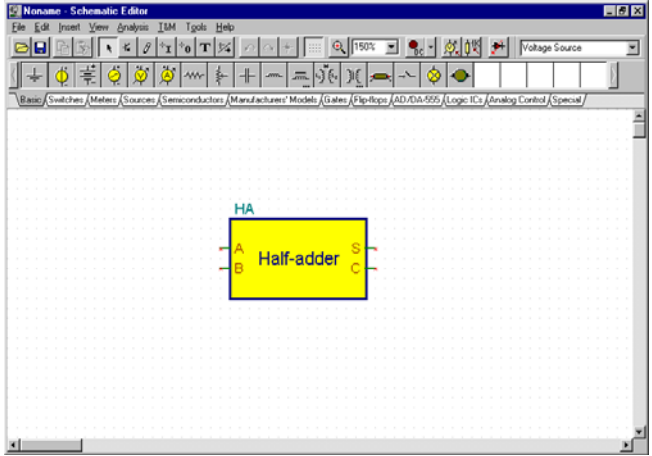 Noname - Schematic Editor
File Edit Insert View Analysis T&M Tools Help
T 150% DC Voltage Source
Basic Switches Meters Sources Semiconductors Manufacturers' Models Gates Flip-flops AD/DA-555 Logic ICs Analog Control Special
HA
A Half-adder S
B C